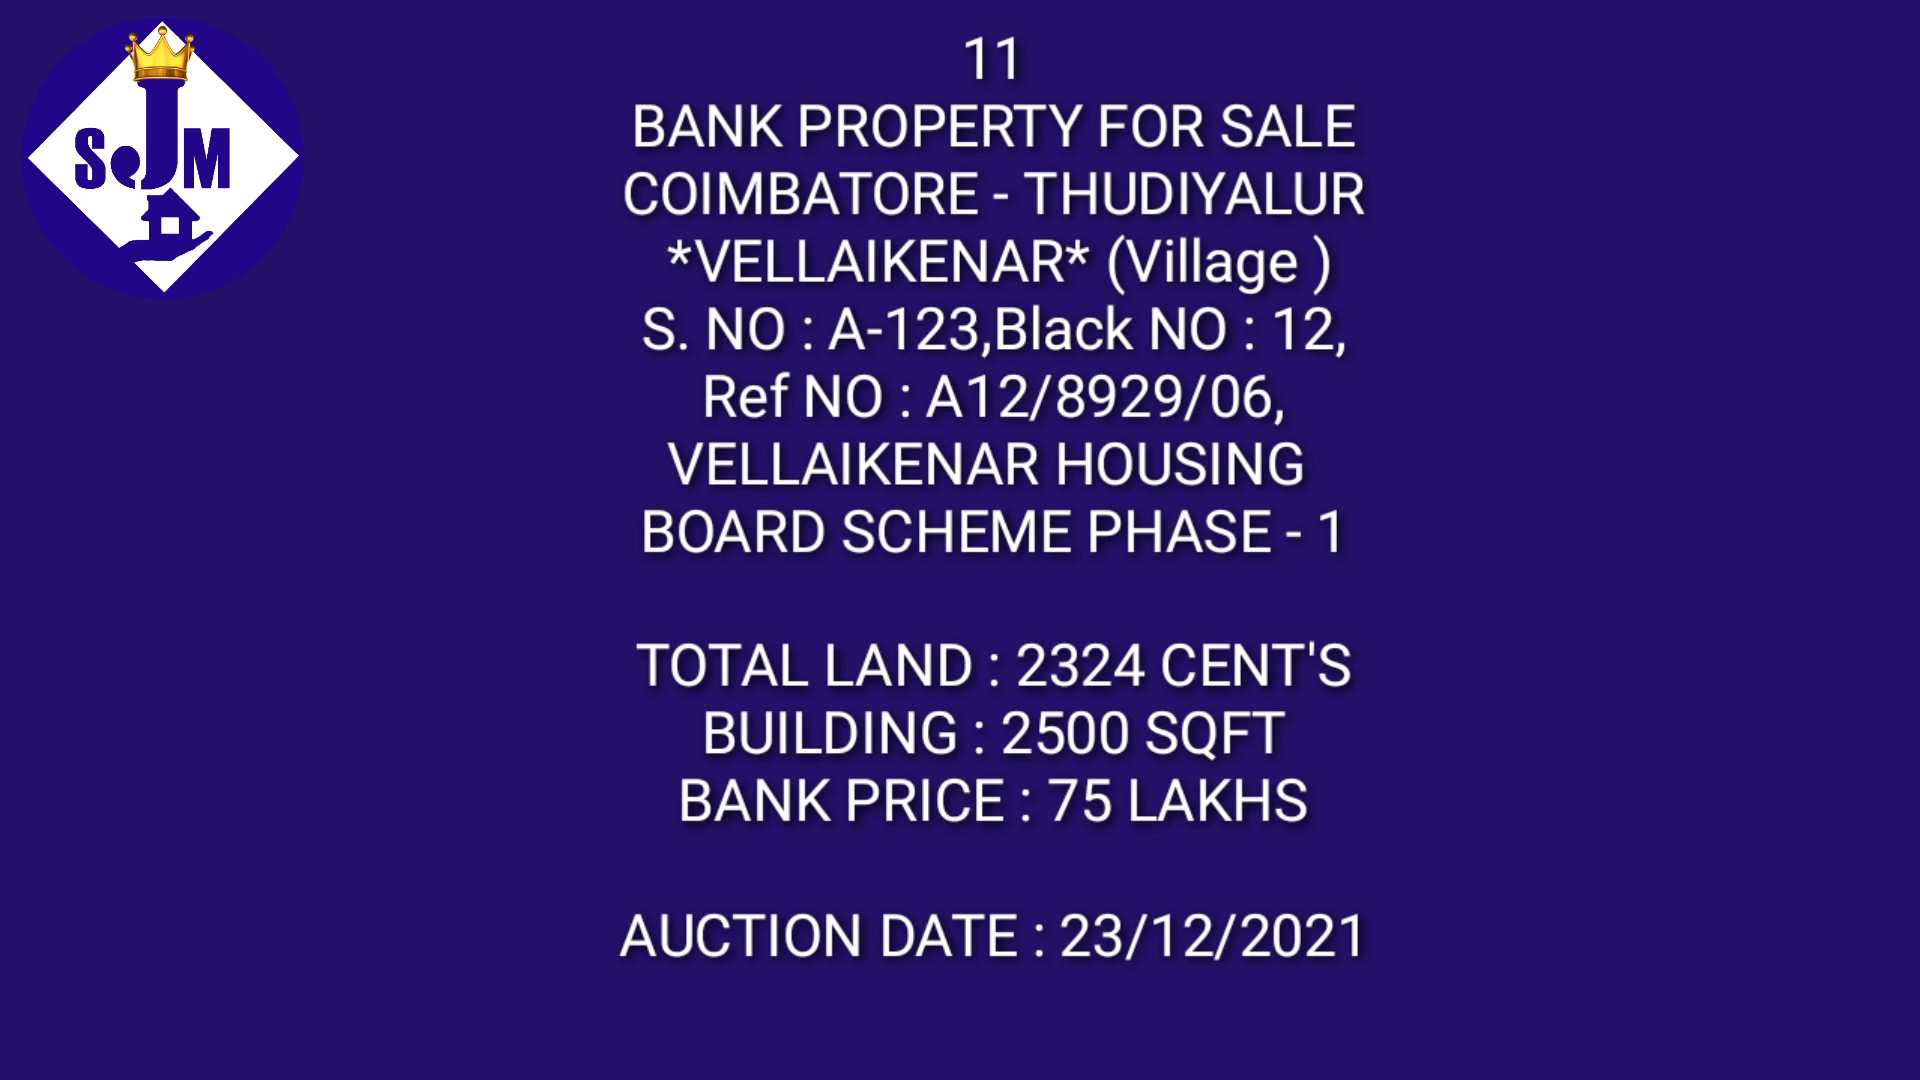 SJM
11
BANK PROPERTY FOR SALE
COIMBATORE - THUDIYALUR
*VELLAIKENAR* (Village )
S. NO : A-123,Black NO : 12,
Ref NO : A12/8929/06,
VELLAIKENAR HOUSING
BOARD SCHEME PHASE - 1
TOTAL LAND : 2324 CENT'S
BUILDING : 2500 SQFT
BANK PRICE : 75 LAKHS
AUCTION DATE : 23/12/2021